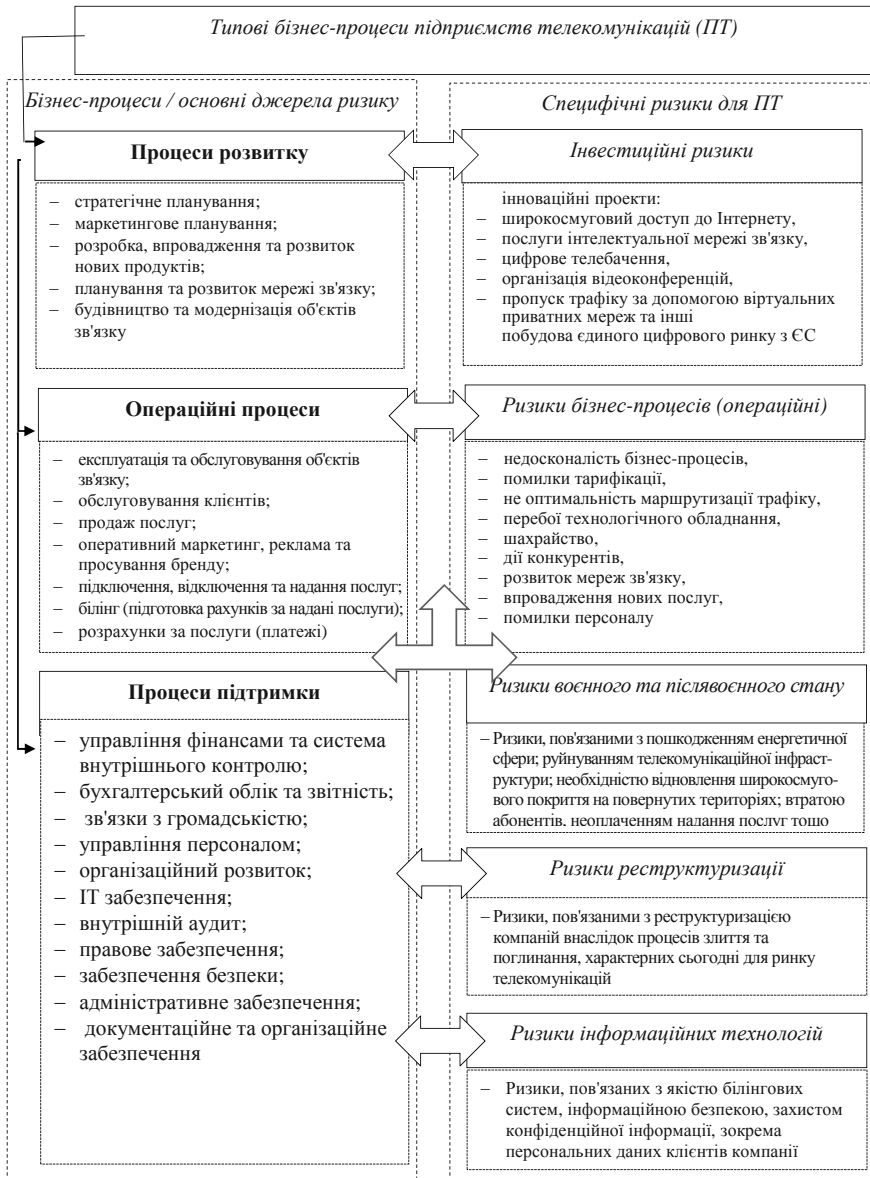 Типові бізнес-процеси підприємств телекомунікацій (ПТ)
Бізнес-процеси / основні джерела ризику
Процеси розвитку
– стратегічне планування;
– маркетингове планування;
– розробка, впровадження та розвиток
нових продуктів;
– планування та розвиток мережі зв'язку;
– будівництво та модернізація об'єктів
зв'язку
Операційні процеси
– експлуатація та обслуговування об'єктів
зв'язку;
– обслуговування клієнтів;
– продаж послуг;
– оперативний маркетинг, реклама та
просування бренду;
– підключення, відключення та надання послуг;
– білінг (підготовка рахунків за надані послуги);
– розрахунки за послуги (платежі)
Процеси підтримки
– управління фінансами та система
внутрішнього контролю;
– бухгалтерський облік та звітність;
– зв'язки з громадськістю;
– управління персоналом;
– організаційний розвиток;
– ІТ забезпечення;
– внутрішній аудит;
– правове забезпечення;
– забезпечення безпеки;
– адміністративне забезпечення;
– документаційне та організаційне
забезпечення
Специфічні ризики для ПТ
Інвестиційні ризики
інноваційні проекти:
– широкосмуговий доступ до Інтернету,
– послуги інтелектуальної мережі зв'язку,
– цифрове телебачення,
– організація відеоконференцій,
– пропуск трафіку за допомогою віртуальних
приватних мереж та інші
побудова єдиного цифрового ринку з ЄС
Ризики бізнес-процесів (операційні)
– недосконалість бізнес-процесів,
– помилки тарифікації,
– не оптимальність маршрутизації трафіку,
– перебої технологічного обладнання,
– шахрайство,
– дії конкурентів,
– розвиток мереж зв'язку,
– впровадження нових послуг,
– помилки персоналу
Ризики воєнного та післявоєнного стану
– Ризики, пов'язаними з пошкодженням енергетичної
сфери; руйнуванням телекомунікаційної інфраст-
руктури; необхідністю відновлення широкосмуго-
вого покриття на повернутих територіях; втратою
абонентів, неоплаченням надання послуг тощо
Ризики реструктуризації
– Ризики, пов'язаними з реструктуризацією
компаній внаслідок процесів злиття та
поглинання, характерних сьогодні для ринку
телекомунікацій
Ризики інформаційних технологій
– Ризики, пов'язаних з якістю білінгових
систем, інформаційною безпекою, захистом
конфіденційної інформації, зокрема
персональних даних клієнтів компанії